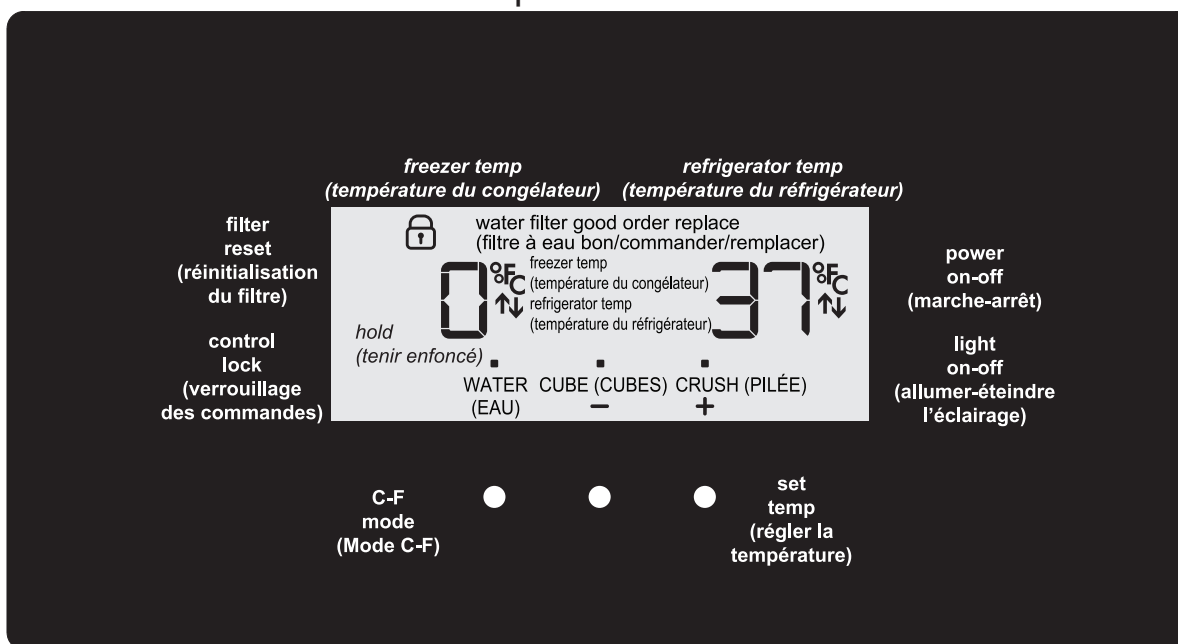 freezer temp
(température du congélateur)
refrigerator temp
(température du réfrigérateur)
filter
reset
(réinitialisation
du filtre)
control
lock
(verrouillage
des commandes)
water filter good order replace
(filtre à eau bon/commander/remplacer)
0°FC
freezer temp
(température du congélateur)
refrigerator temp
(température du réfrigérateur)
37°FC
hold
(tenir enfoncé)
WATER
(EAU)
CUBE (CUBES)
–
CRUSH (PILÉE)
+
power
on-off
(marche-arrêt)
light
on-off
(allumer-éteindre
l'éclairage)
C-F
mode
(Mode C-F)
set
temp
(régler la
température)